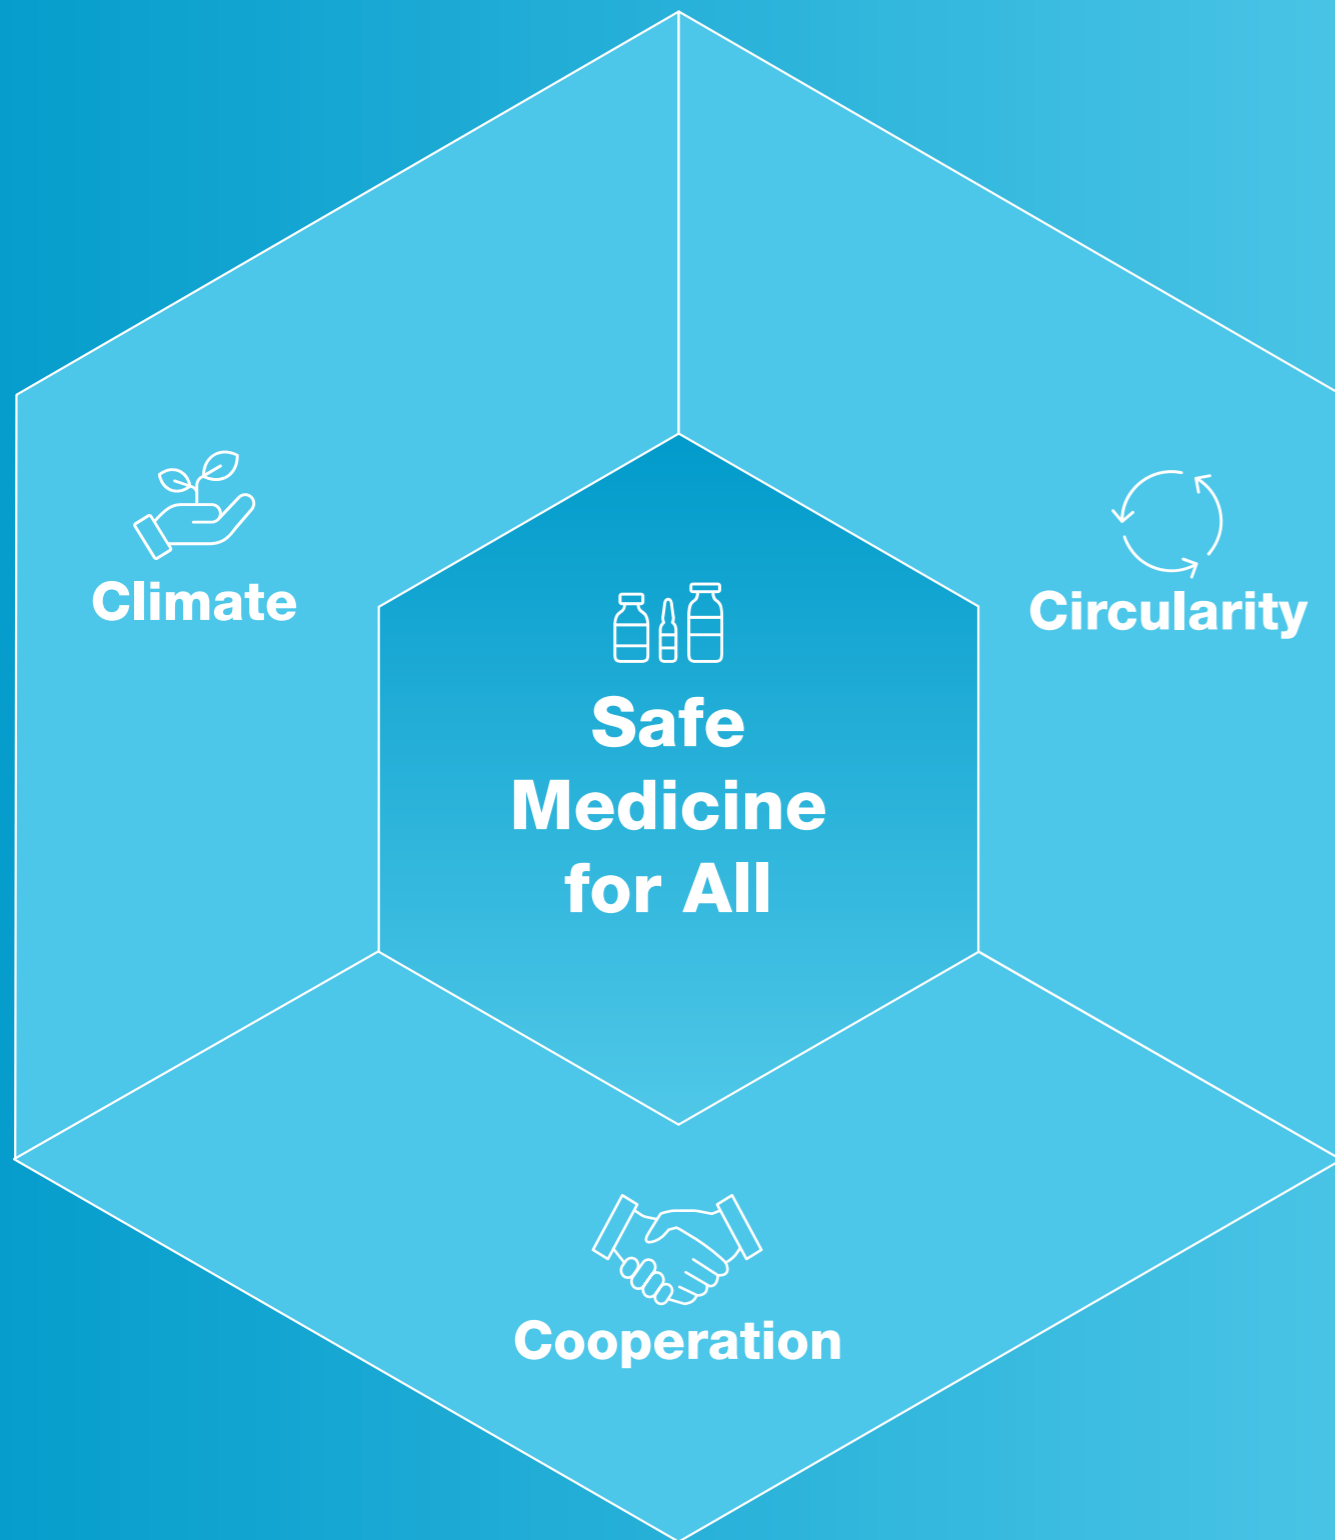 Climate
Circularity
Safe
Medicine
for All
Cooperation